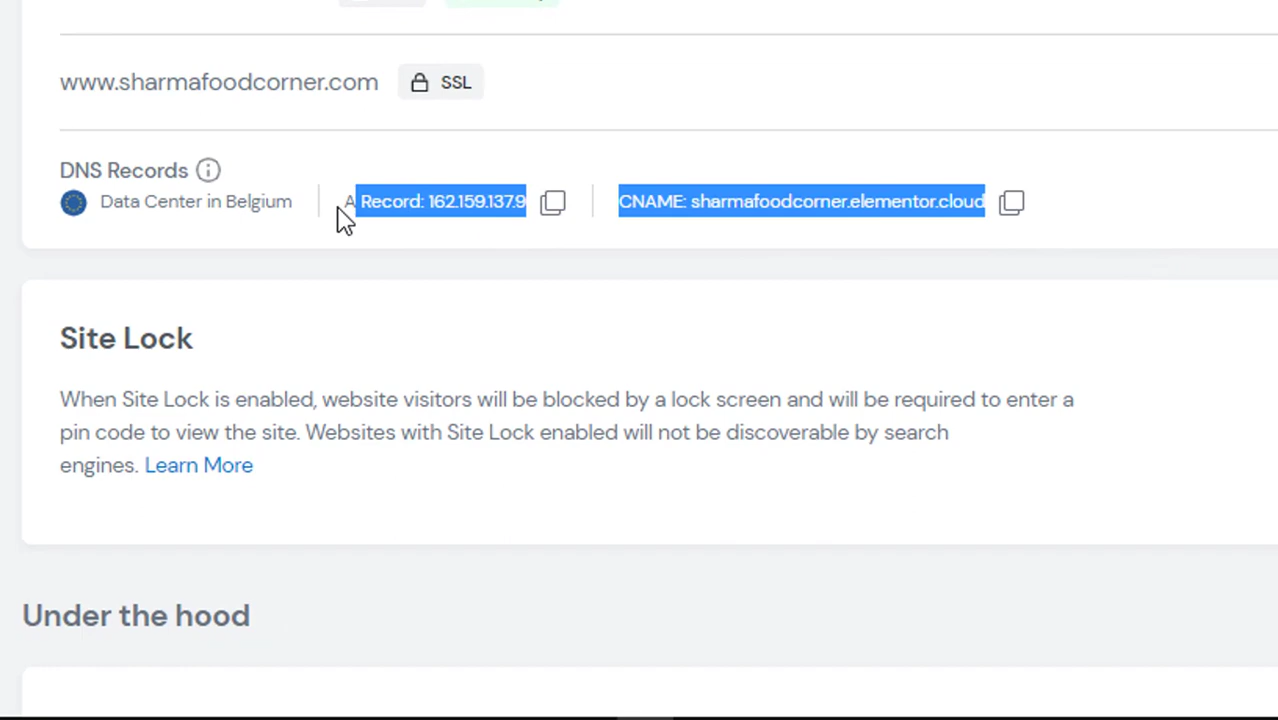 www.sharmafoodcorner.com SSL
DNS Records
Data Center in Belgium A Record: 162.159.137.9 CNAME: sharmafoodcorner.elementor.cloud
Site Lock
When Site Lock is enabled, website visitors will be blocked by a lock screen and will be required to enter a
pin code to view the site. Websites with Site Lock enabled will not be discoverable by search
engines. Learn More
Under the hood